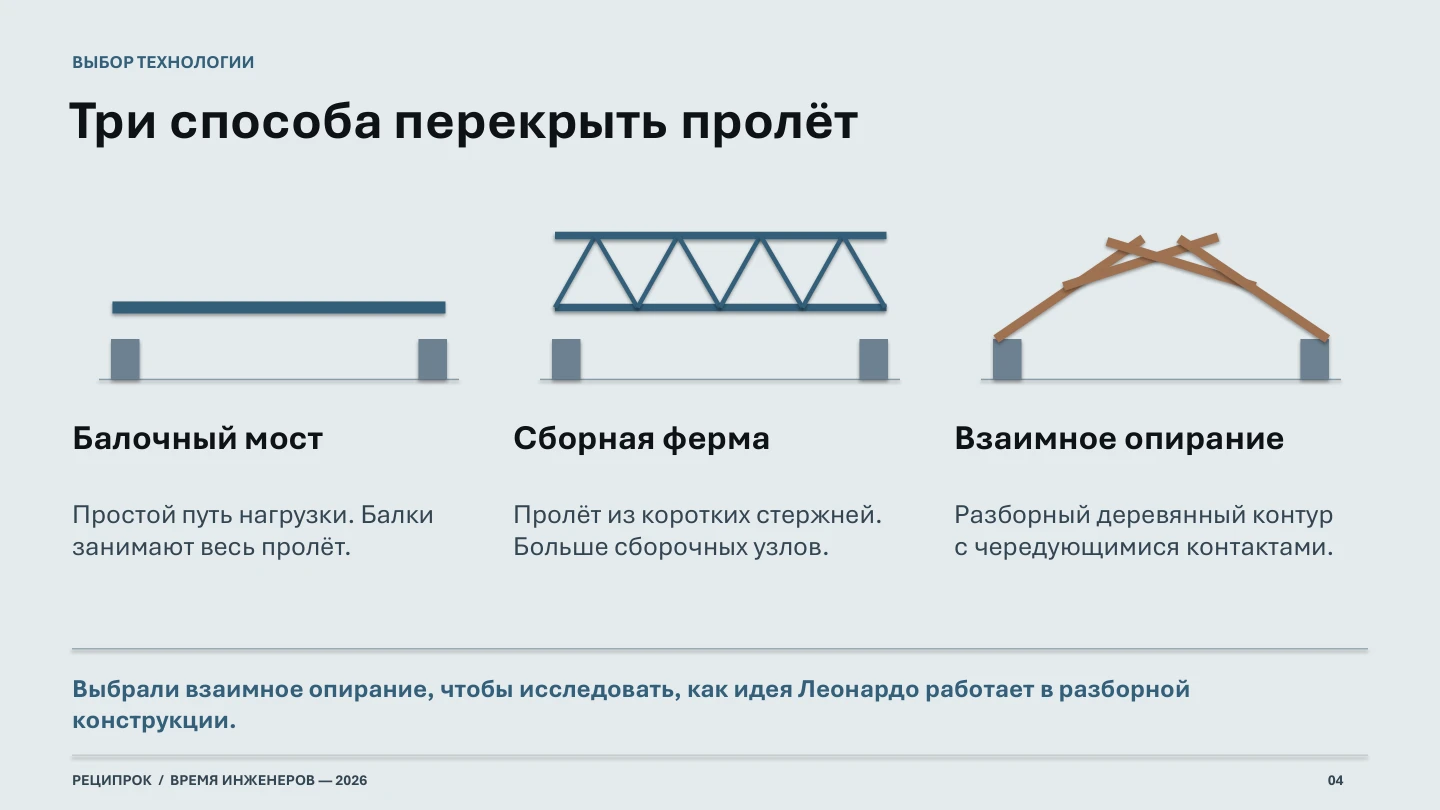 ВЫБОР ТЕХНОЛОГИИ
Три способа перекрыть пролёт
Балочный мост
Простой путь нагрузки. Балки
занимают весь пролёт.
Сборная ферма
Пролёт из коротких стержней.
Больше сборочных узлов.
Взаимное опирание
Разборный деревянный контур
с чередующимися контактами.
Выбрали взаимное опирание, чтобы исследовать, как идея Леонардо работает в разборной
конструкции.
РЕЦИПРОК / ВРЕМЯ ИНЖЕНЕРОВ — 2026
04